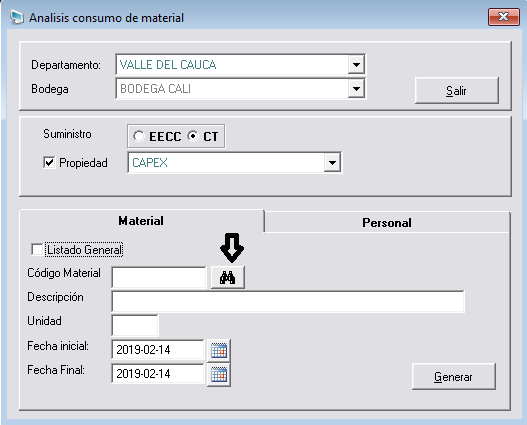 Analisis consumo de material
Departamento: VALLE DEL CAUCA
Bodega BODEGA CALI
Salir
Suministro EECC CT
Propiedad CAPEX
Material Personal
Listado General
Código Material
Descripción
Unidad
Fecha inicial: 2019-02-14
Fecha Final: 2019-02-14
Generar